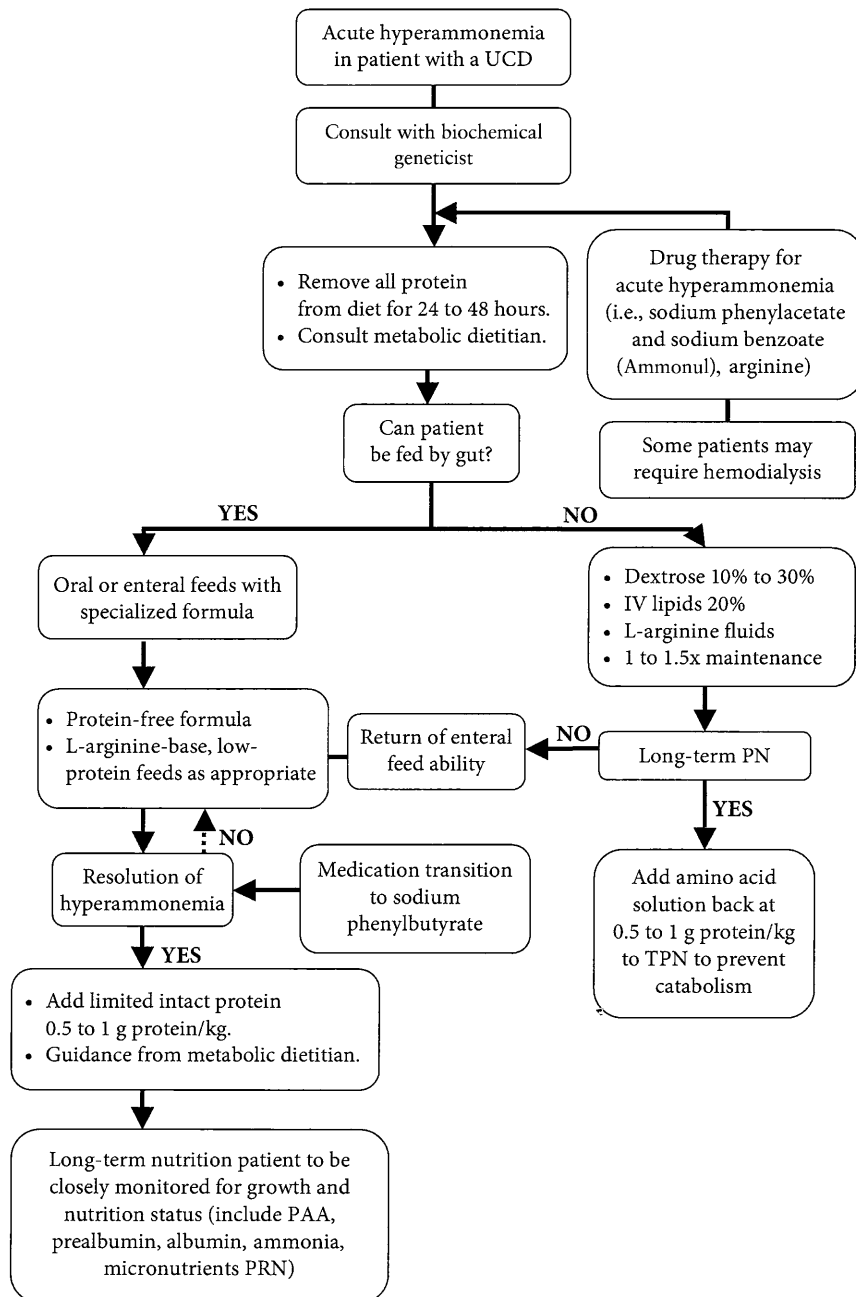 Acute hyperammonemia
in patient with a UCD
Consult with biochemical
geneticist
• Remove all protein
from diet for 24 to 48 hours.
• Consult metabolic dietitian.
Drug therapy for
acute hyperammonemia
(i.e., sodium phenylacetate
and sodium benzoate
(Ammonul), arginine)
Some patients may
require hemodialysis
Can patient
be fed by gut?
YES
NO
Oral or enteral feeds with
specialized formula
• Dextrose 10% to 30%
• IV lipids 20%
• L-arginine fluids
• 1 to 1.5x maintenance
• Protein-free formula
• L-arginine-base, low-
protein feeds as appropriate
Return of enteral
feed ability
NO
Long-term PN
YES
NO
Resolution of
hyperammonemia
Medication transition
to sodium
phenylbutyrate
Add amino acid
solution back at
0.5 to 1 g protein/kg
to TPN to prevent
catabolism
YES
• Add limited intact protein
0.5 to 1 g protein/kg.
• Guidance from metabolic dietitian.
Long-term nutrition patient to be
closely monitored for growth and
nutrition status (include PAA,
prealbumin, albumin, ammonia,
micronutrients PRN)